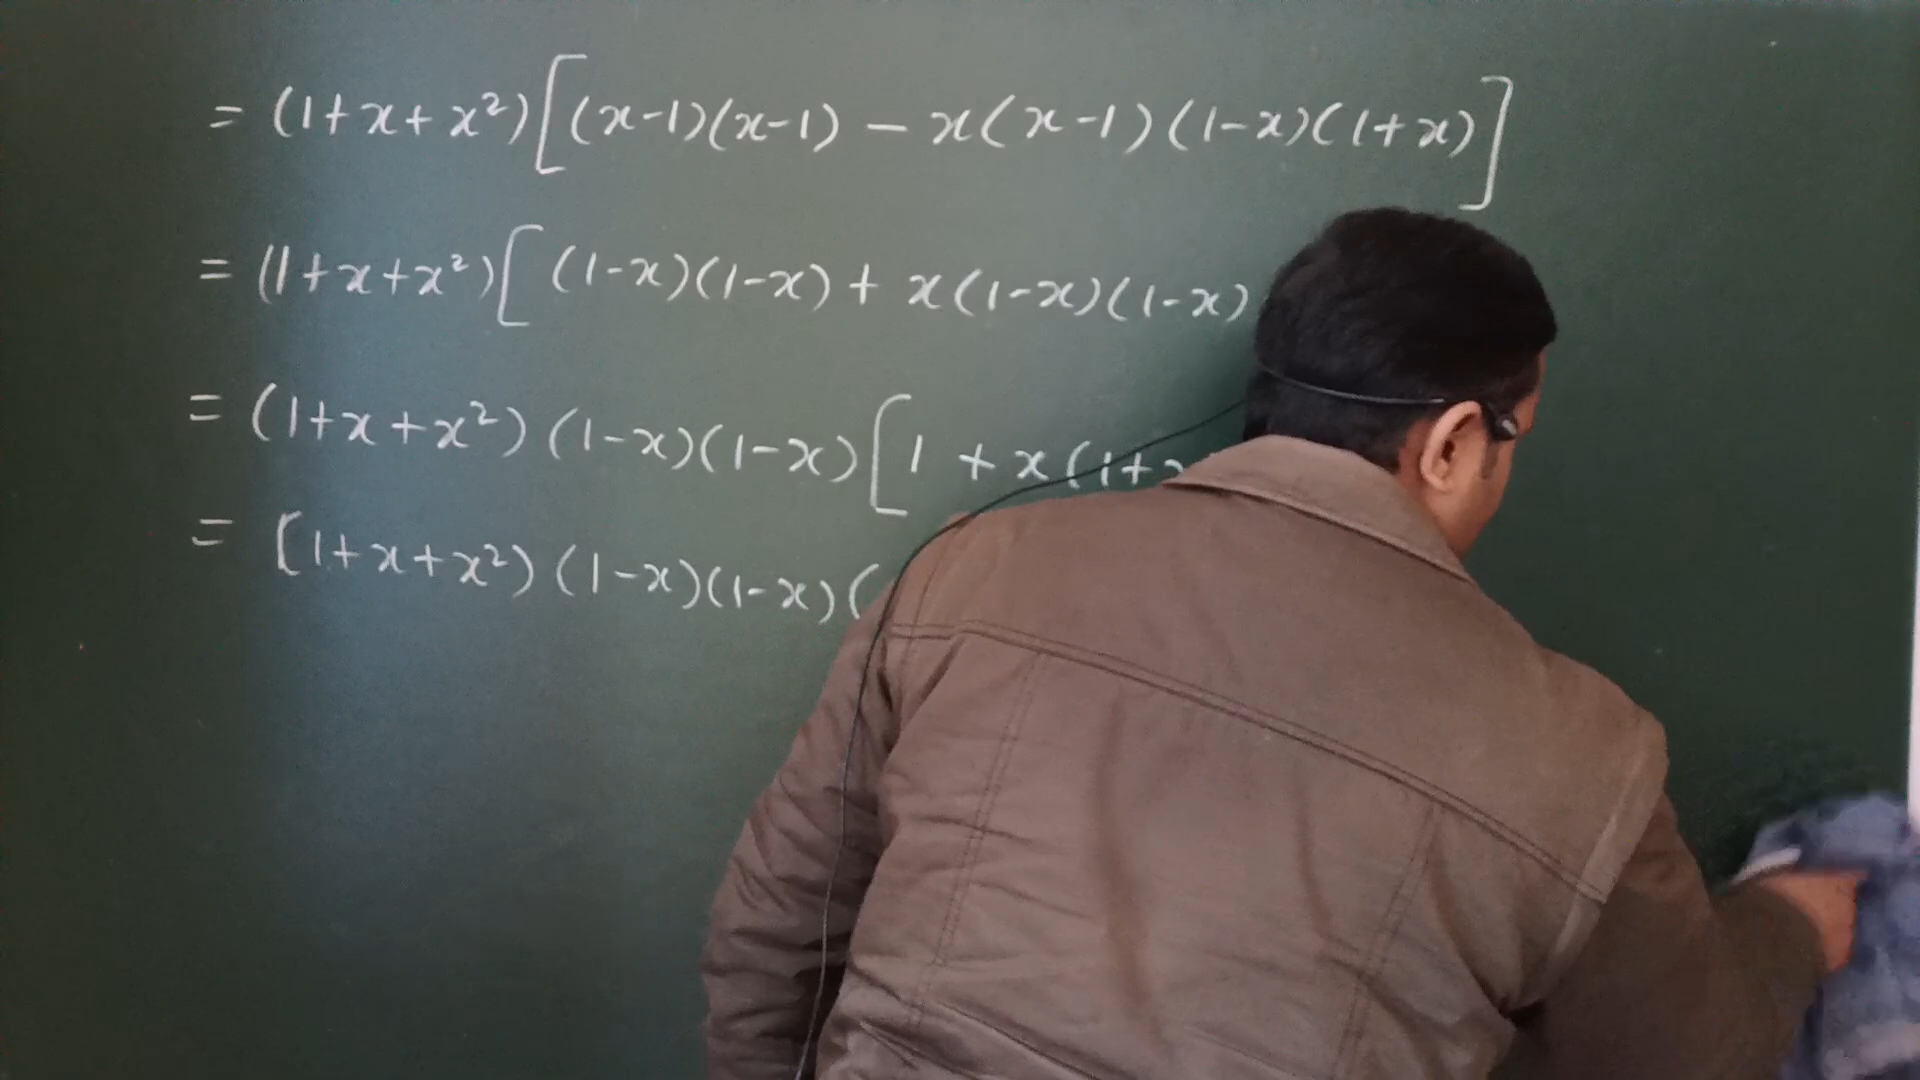 = (1+x+x²)[(x-1)(x-1) - x(x-1)(1-x)(1+x)]
= (1+x+x²)[(1-x)(1-x) + x(1-x)(1-x)
= (1+x+x²)(1-x)(1-x)[1 + x(1+x
= (1+x+x²)(1-x)(1-x)(